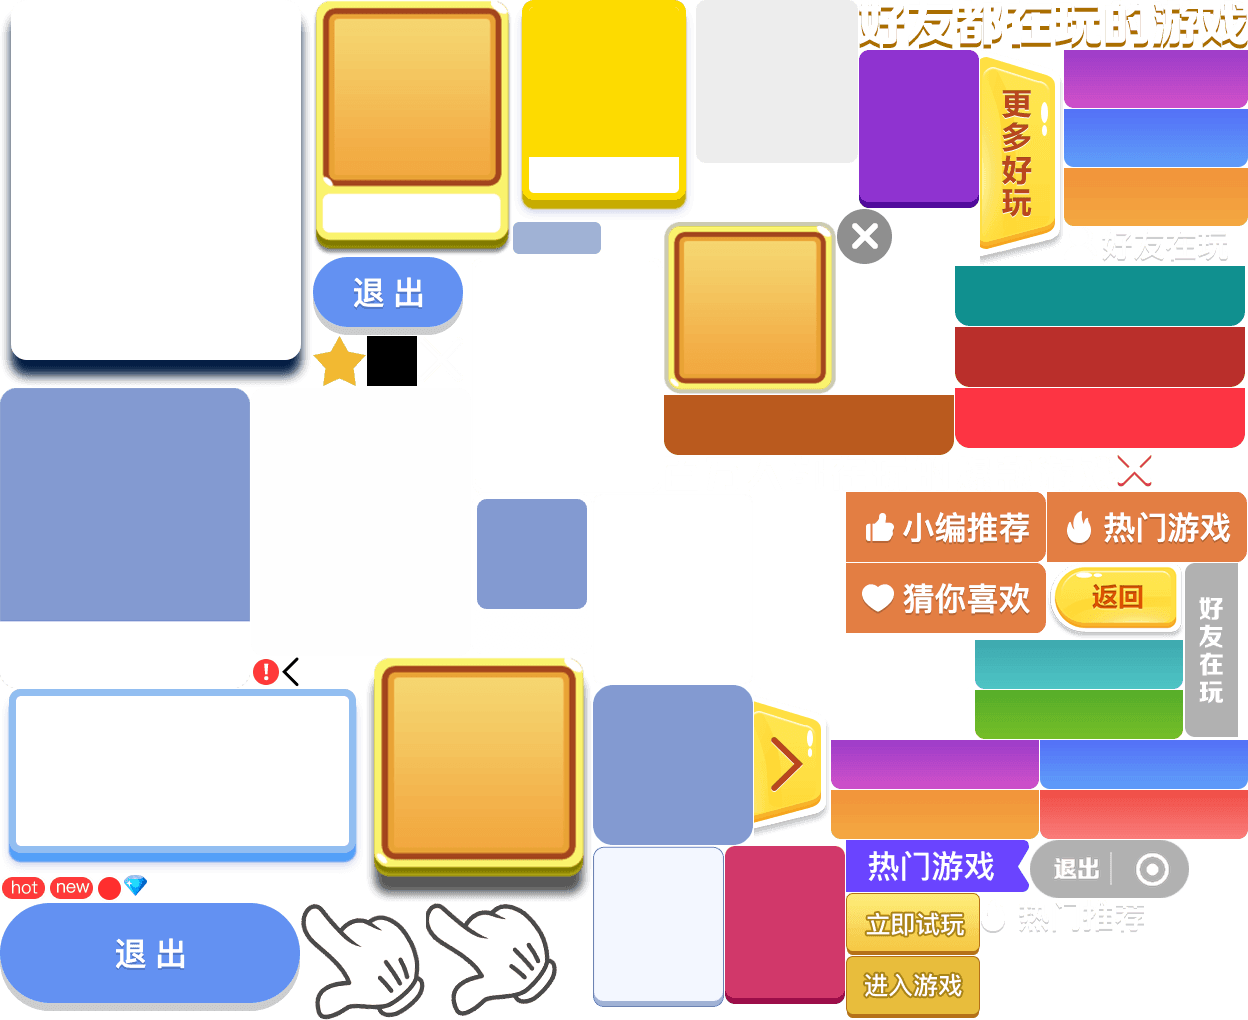 好友都在玩的游戏
更多好玩
好友在玩
退出
小编推荐
热门游戏
猜你喜欢
返回
好友在玩
!
hot
new
热门游戏
退出
立即试玩
热门推荐
退出
进入游戏